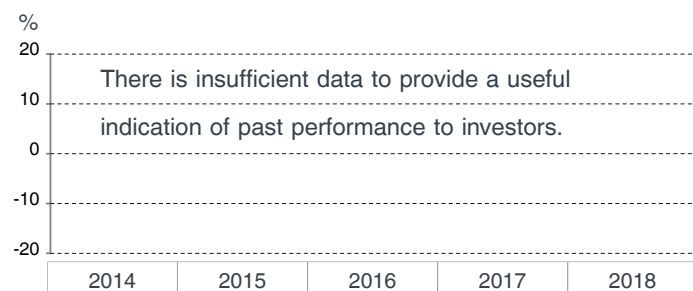 %
20
There is insufficient data to provide a useful
10
indication of past performance to investors.
0
-10
-20
2014 2015 2016 2017 2018